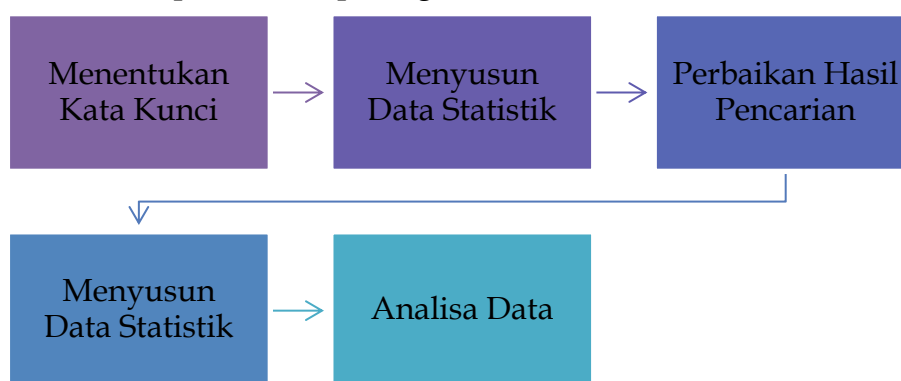 Menentukan
Kata Kunci
Menyusun
Data Statistik
Perbaikan Hasil
Pencarian
Menyusun
Data Statistik
Analisa Data